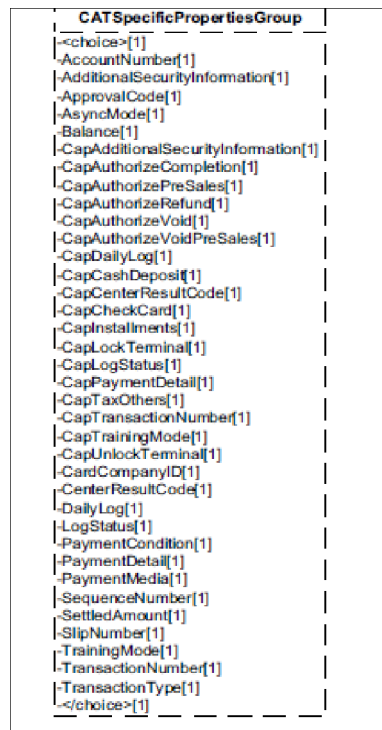 CATSpecificPropertiesGroup
-<choice>[1]
-AccountNumber[1]
-AdditionalSecurityInformation[1]
-ApprovalCode[1]
-AsyncMode[1]
-Balance[1]
-CapAdditionalSecurityInformation[1]
-CapAuthorizeCompletion[1]
-CapAuthorizePreSales[1]
-CapAuthorizeRefund[1]
-CapAuthorizeVoid[1]
-CapAuthorizeVoidPreSales[1]
-CapDailyLog[1]
-CapCashDeposit[1]
-CapCenterResultCode[1]
-CapCheckCard[1]
-CapInstallments[1]
-CapLockTerminal[1]
-CapLogStatus[1]
-CapPaymentDetail[1]
-CapTaxOthers[1]
-CapTransactionNumber[1]
-CapTrainingMode[1]
-CapUnlockTerminal[1]
-CardCompanyID[1]
-CenterResultCode[1]
-DailyLog[1]
-LogStatus[1]
-PaymentCondition[1]
-PaymentDetail[1]
-PaymentMedia[1]
-SequenceNumber[1]
-SettledAmount[1]
-SlipNumber[1]
-TrainingMode[1]
-TransactionNumber[1]
-TransactionType[1]
-</choice>[1]